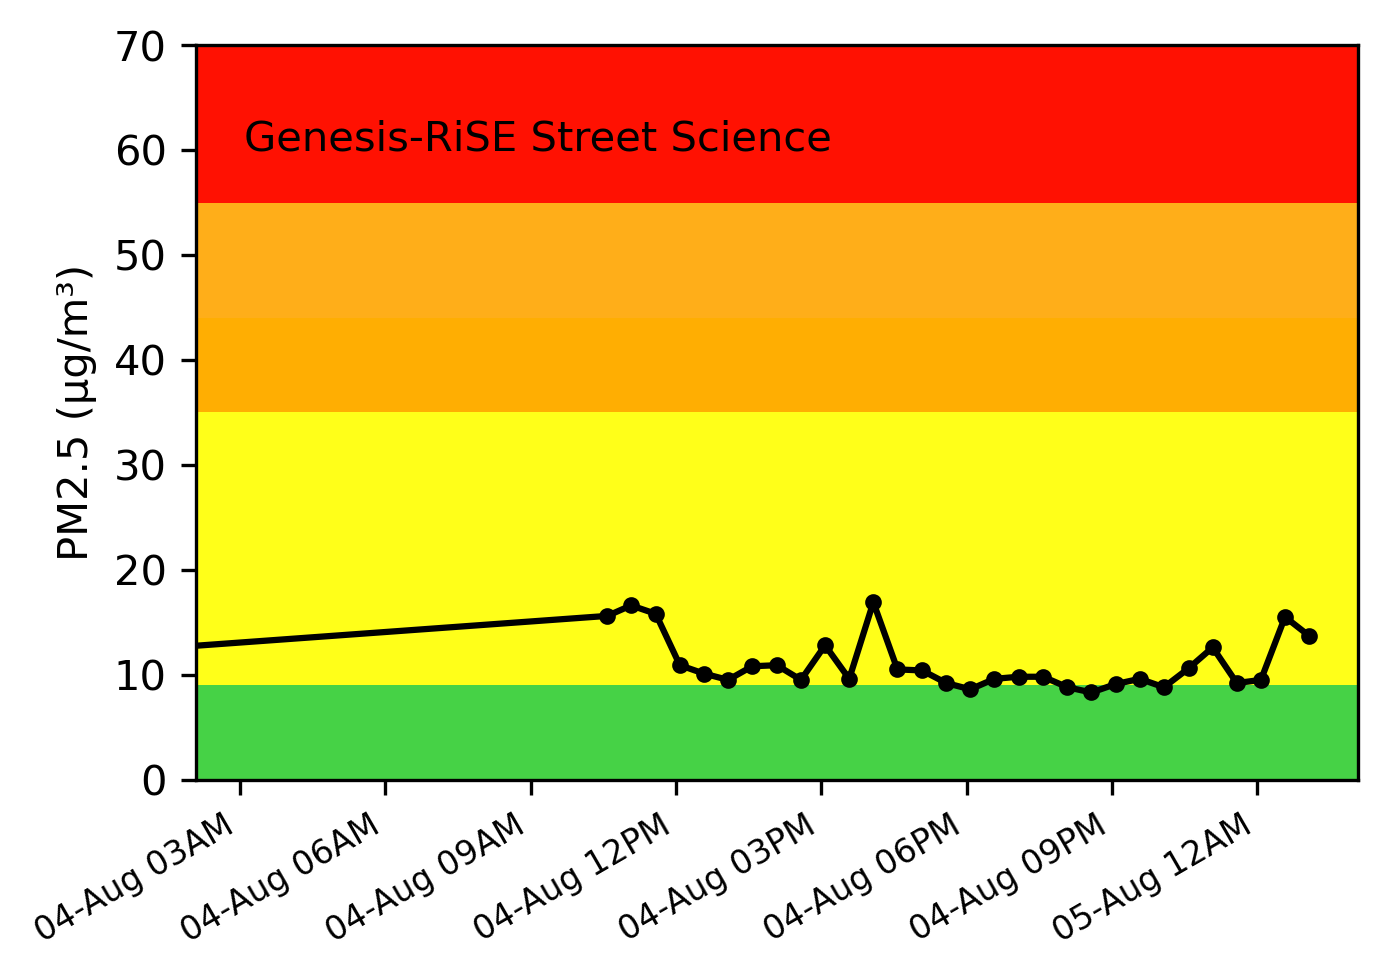 70
Genesis-RiSE Street Science
60
50
40
30
20
10
0
PM2.5 (µg/m³)
04-Aug 03AM
04-Aug 06AM
04-Aug 09AM
04-Aug 12PM
04-Aug 03PM
04-Aug 06PM
04-Aug 09PM
05-Aug 12AM